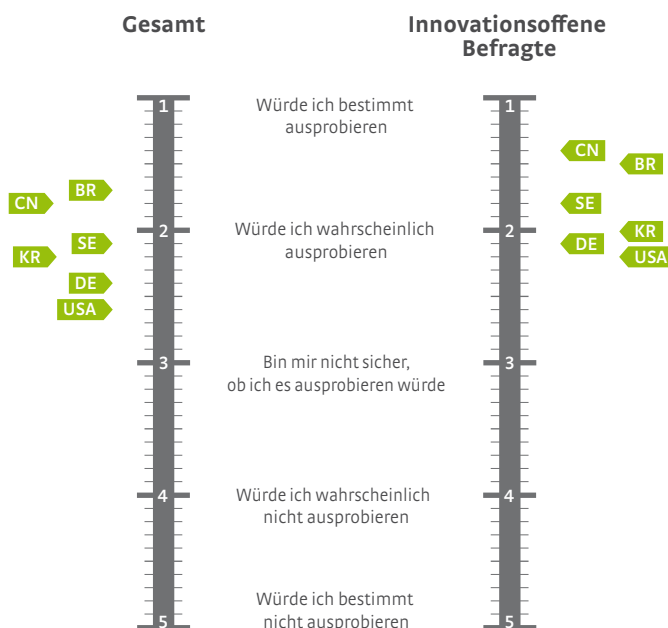 Gesamt
Innovationsoffene
Befragte
1
Würde ich bestimmt
ausprobieren
1
CN
BR
BR
CN
SE
2
Würde ich wahrscheinlich
ausprobieren
2
KR
SE
DE
KR
USA
DE
USA
3
Bin mir nicht sicher,
ob ich es ausprobieren würde
3
4
Würde ich wahrscheinlich
nicht ausprobieren
4
Würde ich bestimmt
nicht ausprobieren
5
5